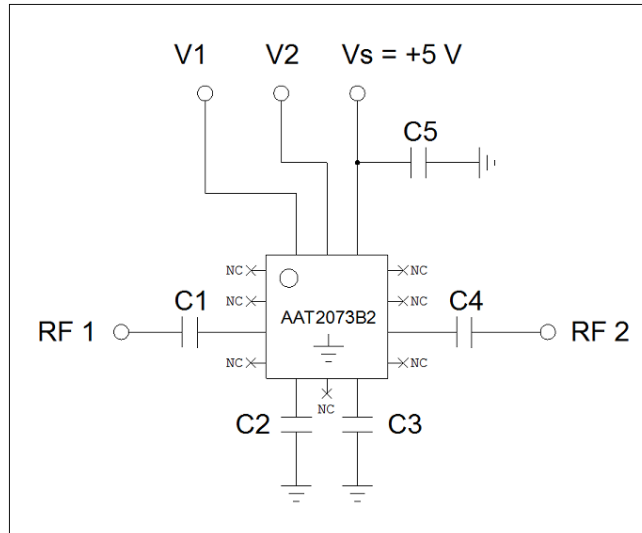 V1 V2 Vs = +5 V
C5
NC NC
C1 NC NC C4
AAT2073B2
RF 1 RF 2
NC NC
NC
C2 C3